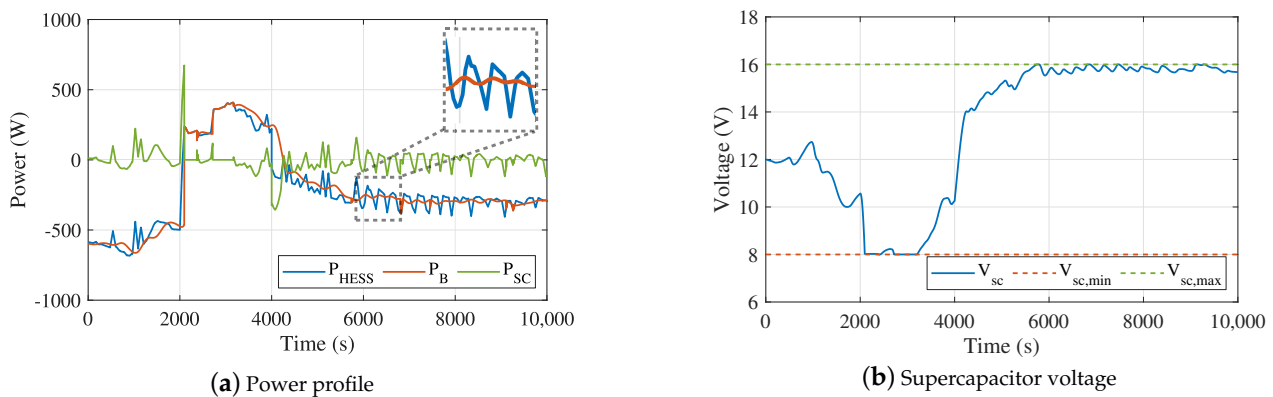 1000
500
0
-500
-1000
Power (W)
P_HESS P_B P_SC
0 2000 4000 6000 8000 10,000
Time (s)
(a) Power profile
16
14
12
10
8
6
Voltage (V)
V_sc V_sc,min V_sc,max
0 2000 4000 6000 8000 10,000
Time (s)
(b) Supercapacitor voltage